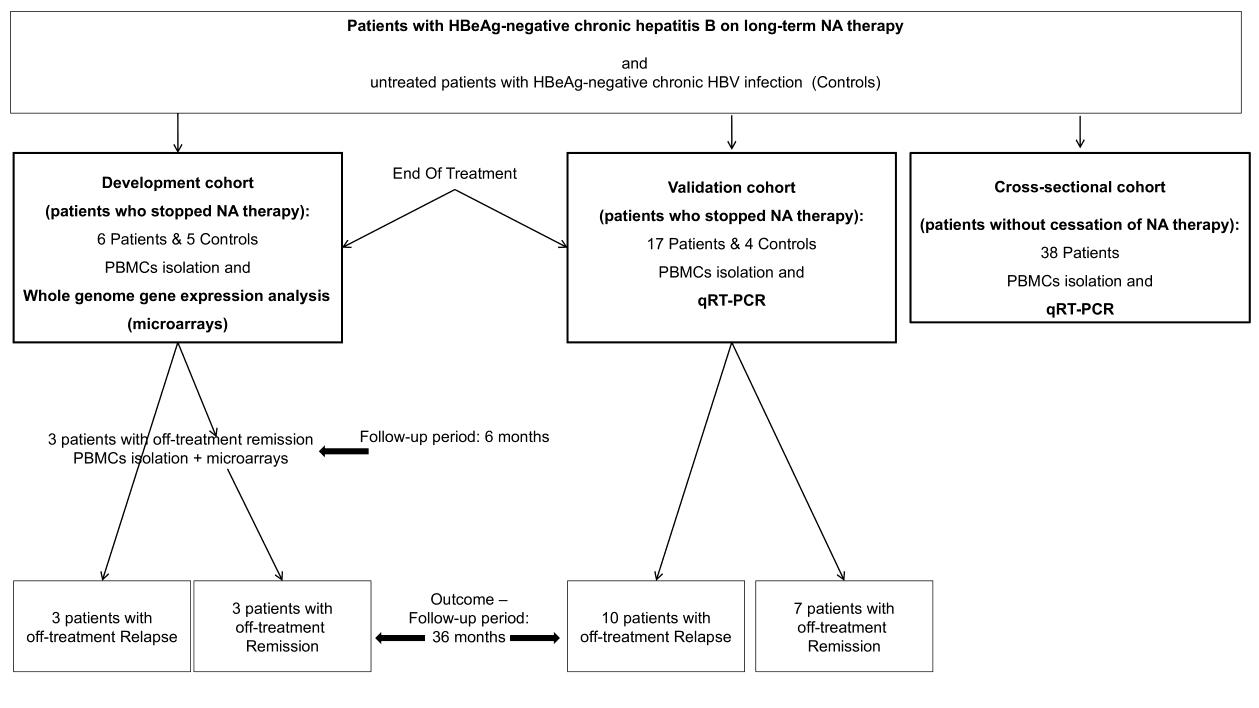 Patients with HBeAg-negative chronic hepatitis B on long-term NA therapy
and
untreated patients with HBeAg-negative chronic HBV infection (Controls)
Development cohort
(patients who stopped NA therapy):
6 Patients & 5 Controls
PBMCs isolation and
Whole genome gene expression analysis
(microarrays)
End Of Treatment
Validation cohort
(patients who stopped NA therapy):
17 Patients & 4 Controls
PBMCs isolation and
qRT-PCR
Cross-sectional cohort
(patients without cessation of NA therapy):
38 Patients
PBMCs isolation and
qRT-PCR
3 patients with off-treatment remission
PBMCs isolation + microarrays
Follow-up period: 6 months
3 patients with
off-treatment Relapse
3 patients with
off-treatment
Remission
Outcome –
Follow-up period:
36 months
10 patients with
off-treatment Relapse
7 patients with
off-treatment
Remission